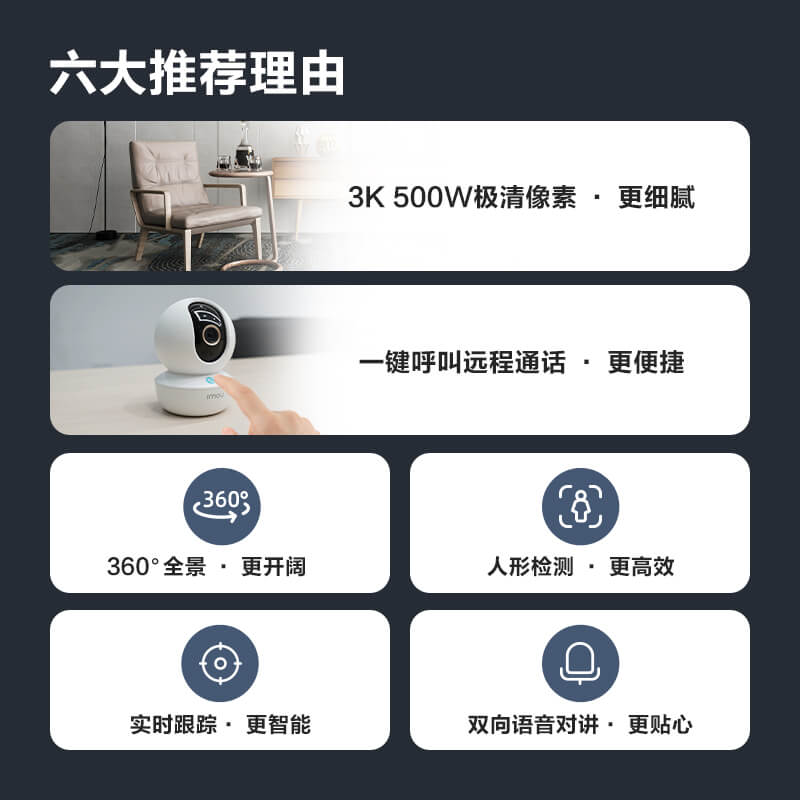 六大推荐理由
3K 500W极清像素 · 更细腻
imou
一键呼叫远程通话 · 更便捷
360°
360°全景 · 更开阔
人形检测 · 更高效
实时跟踪 · 更智能
双向语音对讲 · 更贴心